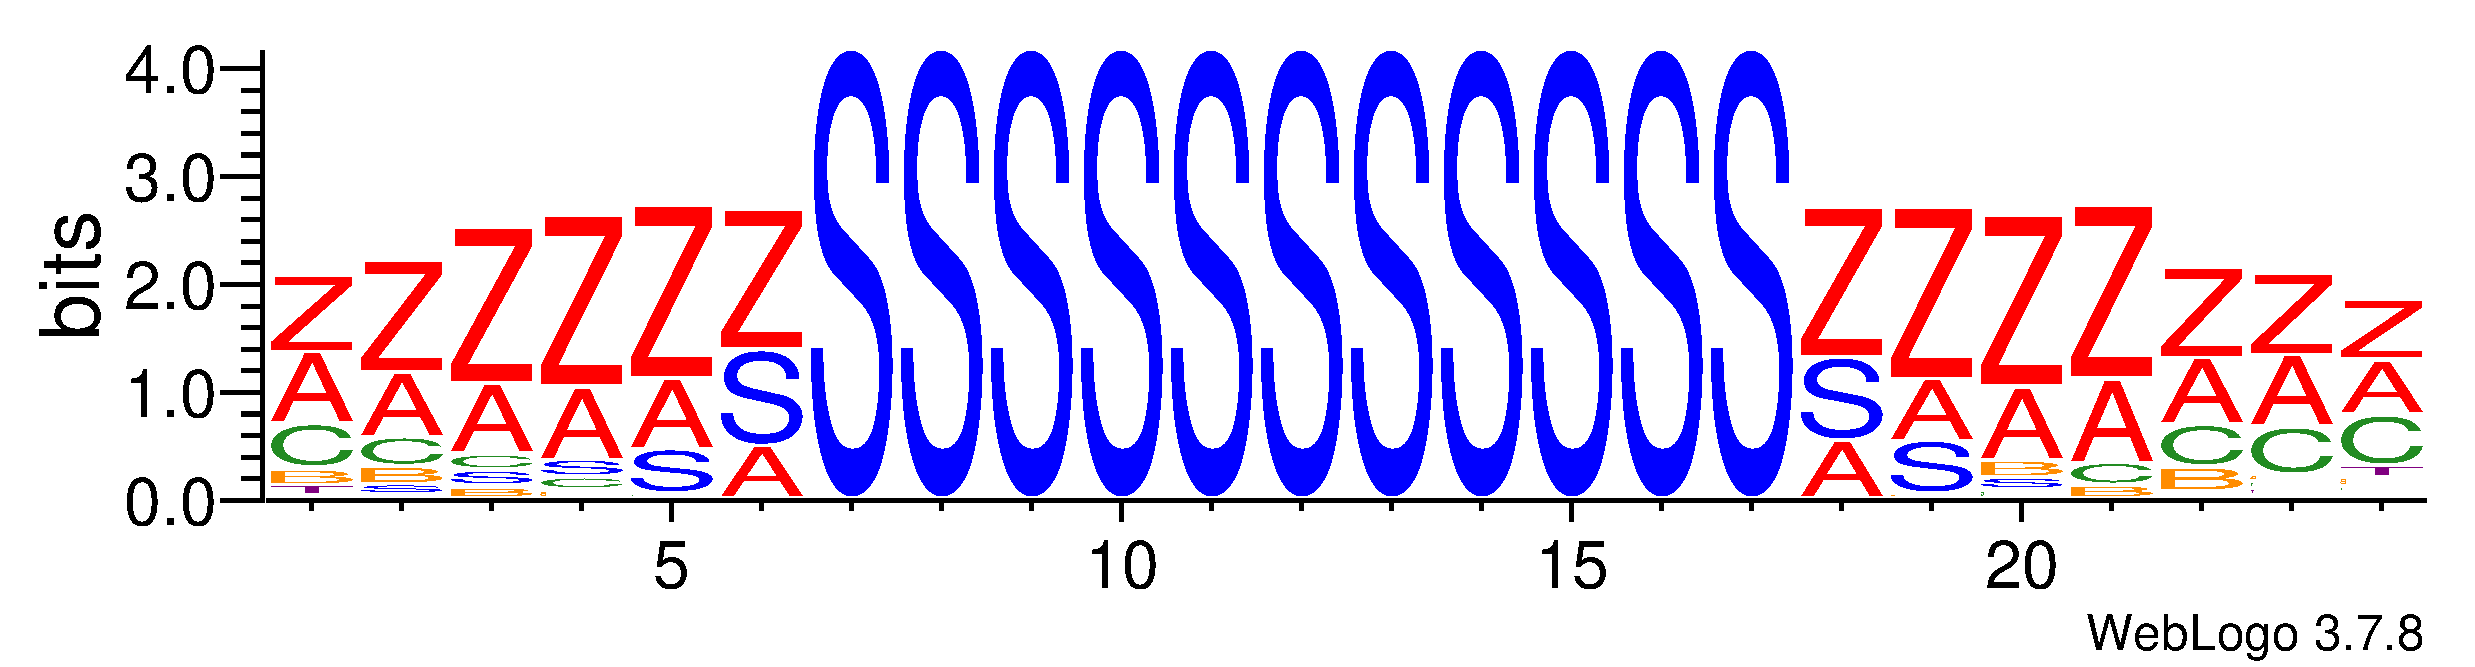 4.0
3.0
2.0
1.0
0.0
bits
Z Z Z Z Z Z S S S S S S S S S S S Z Z Z Z Z Z Z
A A A A A S S A A A A A A
C C C S S A A S B C C C C
B B S C S C B T
T S B B
5 10 15 20
WebLogo 3.7.8